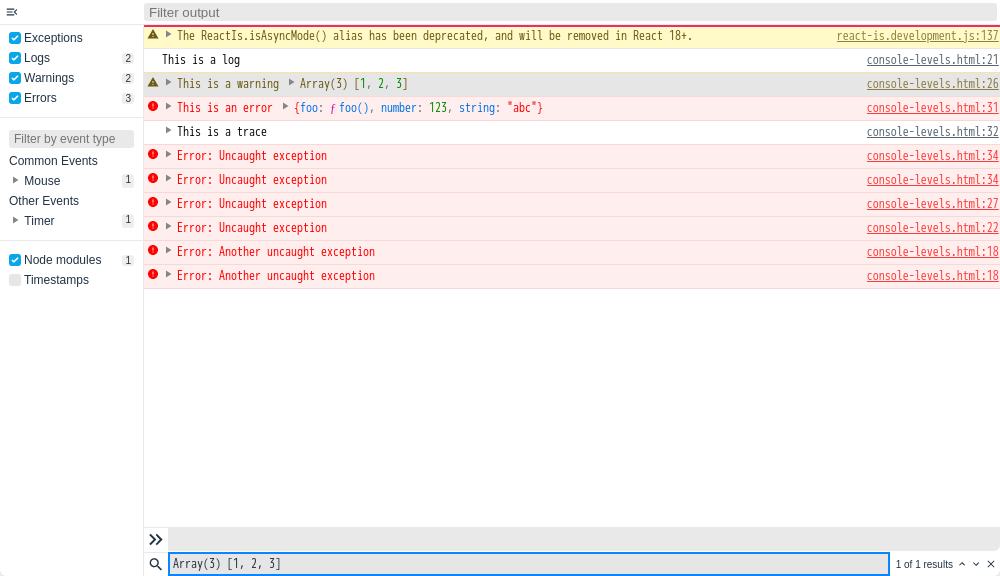 Filter output
Exceptions
Logs 2
Warnings 2
Errors 3
Filter by event type
Common Events
Mouse 1
Other Events
Timer 1
Node modules 1
Timestamps
The ReactIs.isAsyncMode() alias has been deprecated, and will be removed in React 18+. react-is.development.js:137
This is a log console-levels.html:21
This is a warning Array(3) [1, 2, 3] console-levels.html:26
This is an error {foo: ƒ foo(), number: 123, string: "abc"} console-levels.html:31
This is a trace console-levels.html:32
Error: Uncaught exception console-levels.html:34
Error: Uncaught exception console-levels.html:34
Error: Uncaught exception console-levels.html:27
Error: Uncaught exception console-levels.html:22
Error: Another uncaught exception console-levels.html:18
Error: Another uncaught exception console-levels.html:18
Array(3) [1, 2, 3] 1 of 1 results